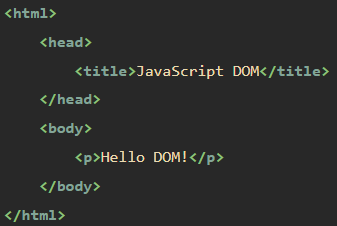 <html>
    <head>
        <title>JavaScript DOM</title>
    </head>
    <body>
        <p>Hello DOM!</p>
    </body>
</html>